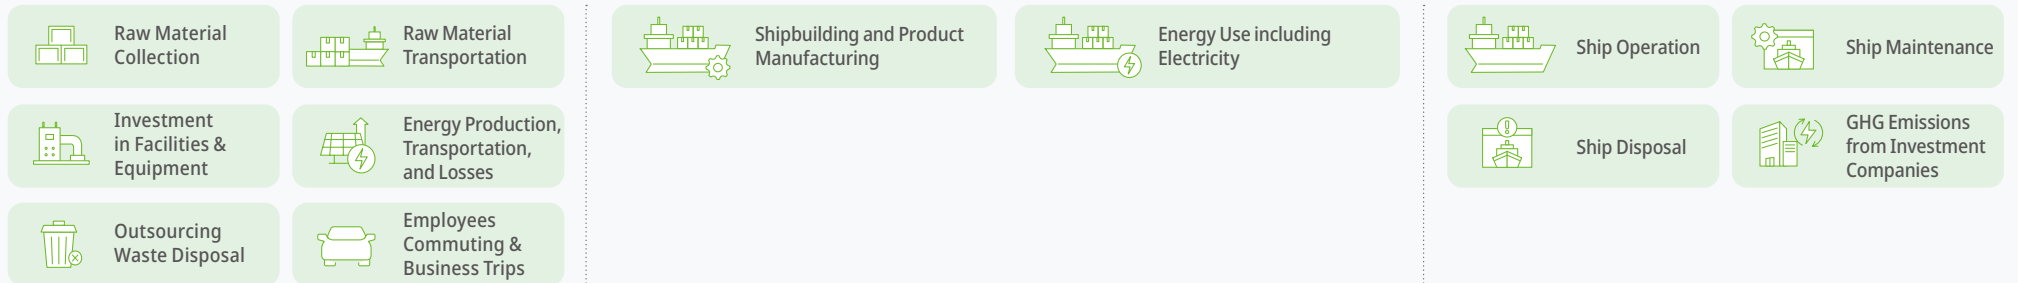 Raw Material
Collection
Raw Material
Transportation
Investment
in Facilities &
Equipment
Energy Production,
Transportation,
and Losses
Outsourcing
Waste Disposal
Employees
Commuting &
Business Trips
Shipbuilding and Product
Manufacturing
Energy Use including
Electricity
Ship Operation
Ship Maintenance
Ship Disposal
GHG Emissions
from Investment
Companies